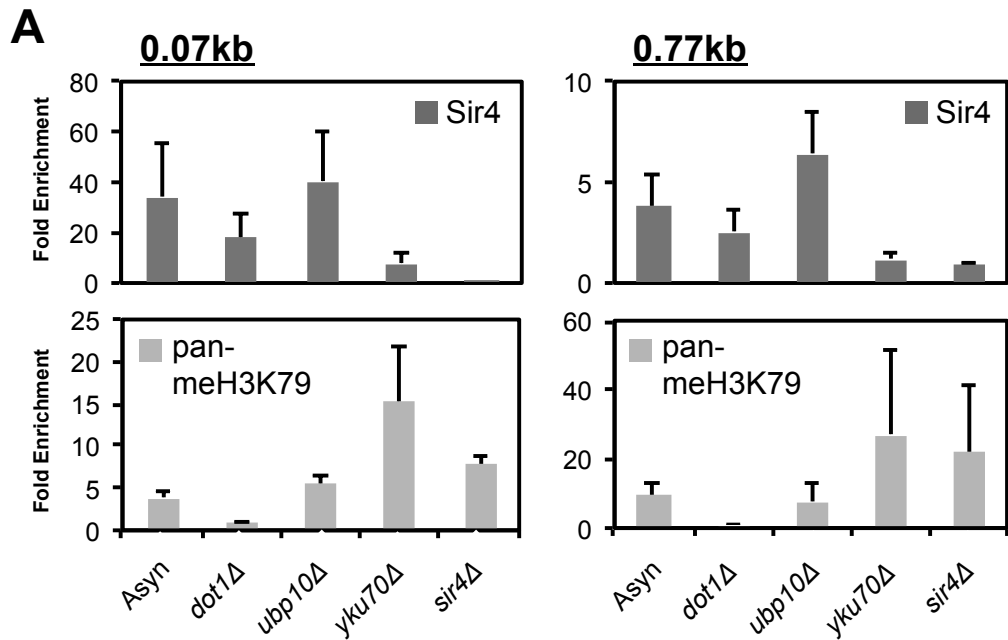 A
0.07kb
0.77kb
Fold Enrichment
80
60
40
20
0
Sir4
10
5
0
Sir4
Fold Enrichment
25
20
15
10
5
0
pan-
meH3K79
60
40
20
0
pan-
meH3K79
Asyn
dot1Δ
ubp10Δ
yku70Δ
sir4Δ
Asyn
dot1Δ
ubp10Δ
yku70Δ
sir4Δ